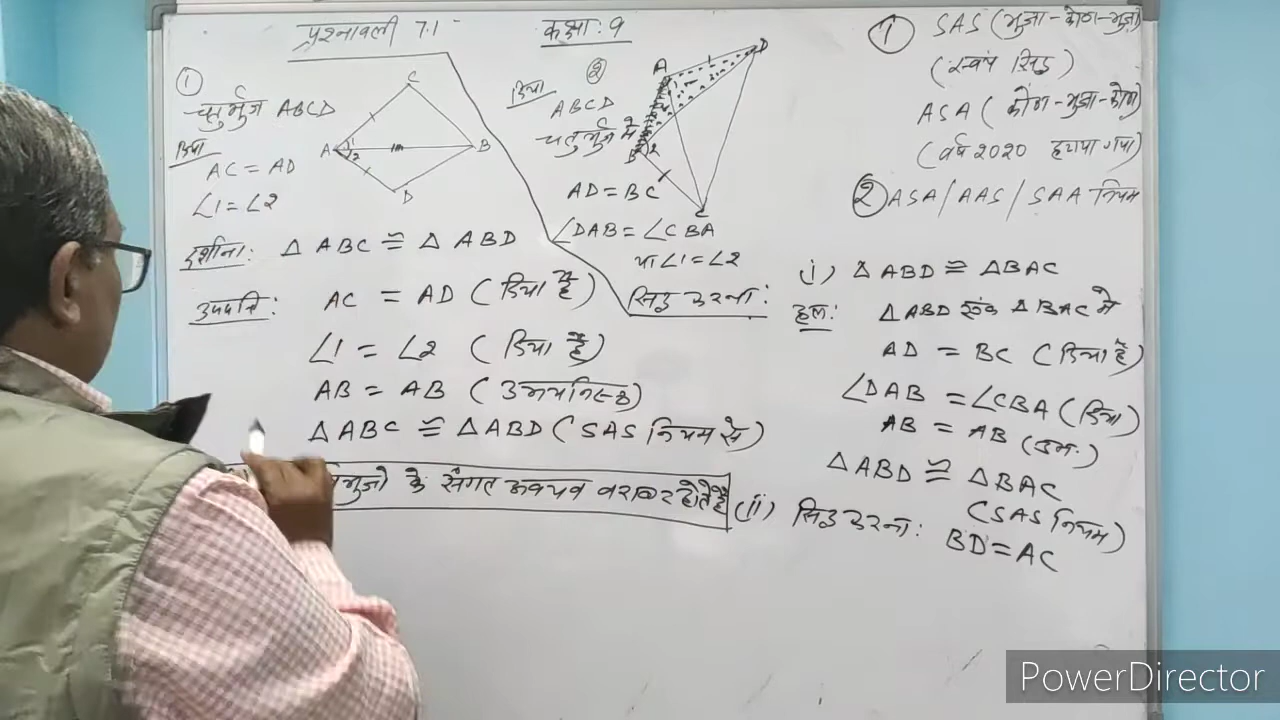 प्रश्नावली 7.1
कक्षा: 9
①
चतुर्भुज ABCD
दिया
AC = AD
∠1 = ∠2
C
A
1
2
B
D
दर्शाना: Δ ABC ≅ Δ ABD
उपपत्ति: AC = AD (दिया है)
∠1 = ∠2 (दिया है)
AB = AB (उभयनिष्ठ)
Δ ABC ≅ Δ ABD (SAS नियम से)
के संगत अवयव बराबर होते है
②
दिया
ABCD
चतुर्भुज मे
AD = BC
∠DAB = ∠CBA
या ∠1 = ∠2
A
D
B
2
C
सिद्ध करना:
① SAS (भुजा-कोण-भुजा)
(स्वयं सिद्ध)
ASA (कोण-भुजा-कोण)
(वर्ष 2020 हटाया गया)
② ASA/AAS/SAA नियम
(i) Δ ABD ≅ ΔBAC
हल: Δ ABD एवं Δ BAC मे
AD = BC (दिया है)
∠DAB = ∠CBA (दिया)
AB = AB (उभ.)
Δ ABD ≅ Δ BAC
(SAS नियम)
(ii) सिद्ध करना: BD = AC
PowerDirector